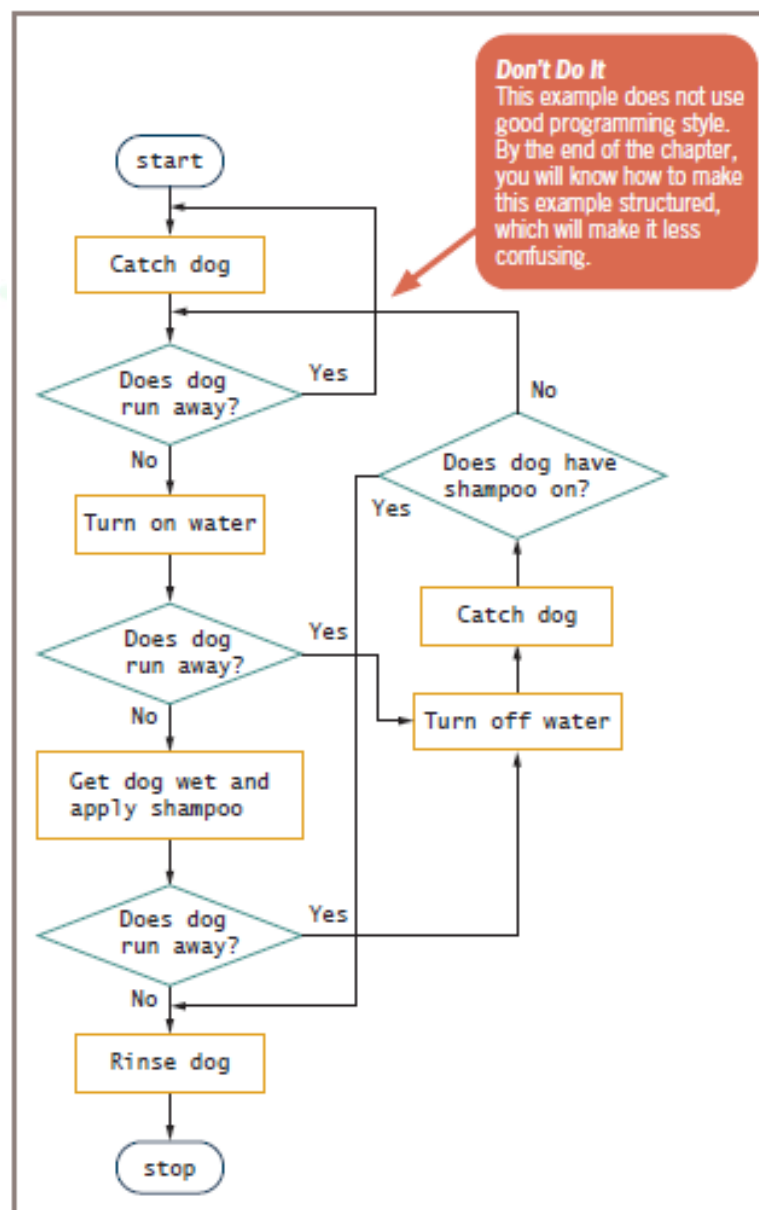 Don't Do It
This example does not use
good programming style.
By the end of the chapter,
you will know how to make
this example structured,
which will make it less
confusing.
start
Catch dog
Does dog
run away?
Yes
No
No
Does dog have
shampoo on?
Yes
Turn on water
Catch dog
Does dog
run away?
Yes
No
Turn off water
Get dog wet and
apply shampoo
Does dog
run away?
Yes
No
Rinse dog
stop